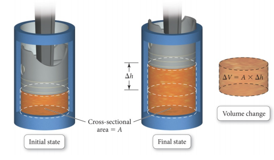 Δh
ΔV = A × Δh
Volume change
Cross-sectional
area = A
Initial state
Final state